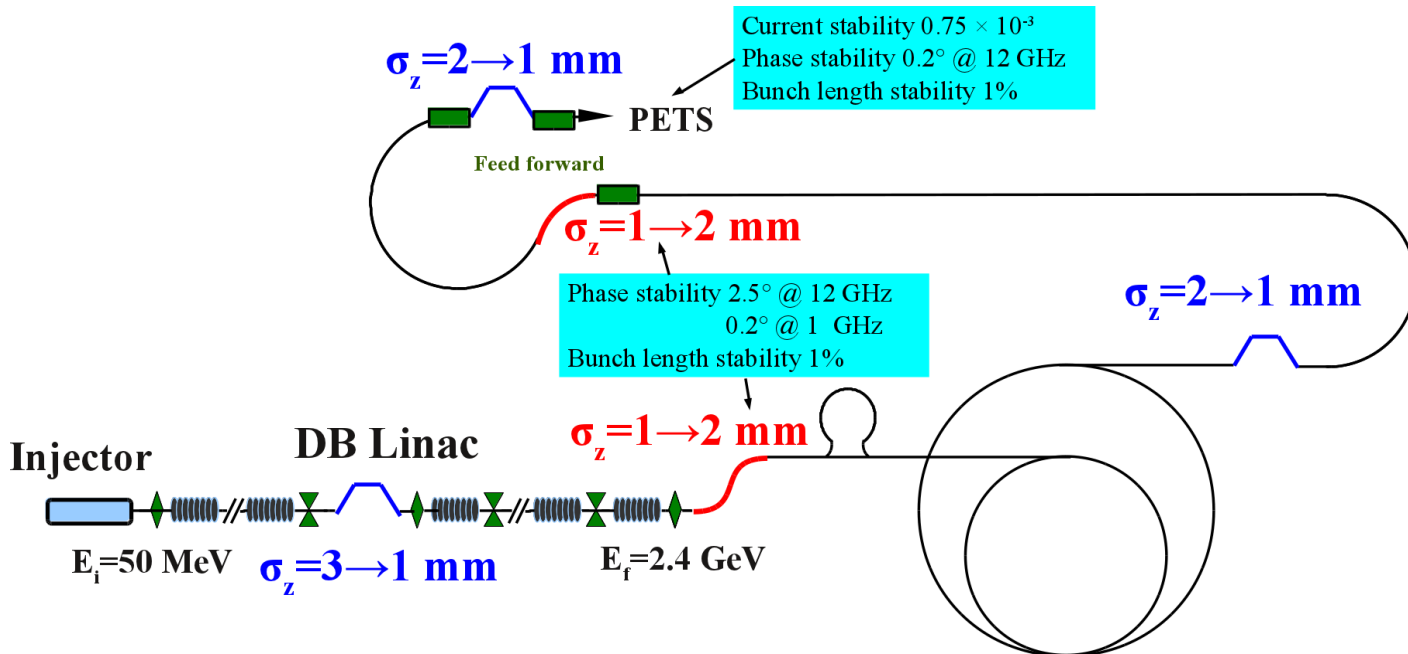 Current stability 0.75 × 10⁻³
Phase stability 0.2° @ 12 GHz
Bunch length stability 1%
σz=2→1 mm
PETS
Feed forward
σz=1→2 mm
Phase stability 2.5° @ 12 GHz
0.2° @ 1 GHz
Bunch length stability 1%
σz=2→1 mm
σz=1→2 mm
DB Linac
Injector
Ei=50 MeV
σz=3→1 mm
Ef=2.4 GeV